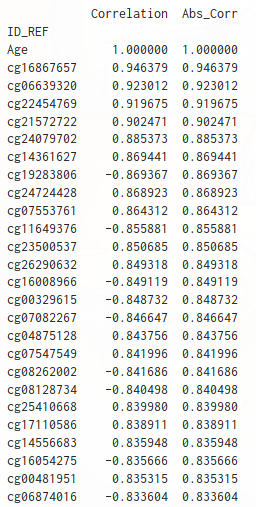 Correlation Abs_Corr
ID_REF
Age 1.000000 1.000000
cg16867657 0.946379 0.946379
cg06639320 0.923012 0.923012
cg22454769 0.919675 0.919675
cg21572722 0.902471 0.902471
cg24079702 0.885373 0.885373
cg14361627 0.869441 0.869441
cg19283806 -0.869367 0.869367
cg24724428 0.868923 0.868923
cg07553761 0.864312 0.864312
cg11649376 -0.855881 0.855881
cg23500537 0.850685 0.850685
cg26290632 0.849318 0.849318
cg16008966 -0.849119 0.849119
cg00329615 -0.848732 0.848732
cg07082267 -0.846647 0.846647
cg04875128 0.843756 0.843756
cg07547549 0.841996 0.841996
cg08262002 -0.841686 0.841686
cg08128734 -0.840498 0.840498
cg25410668 0.839980 0.839980
cg17110586 0.838911 0.838911
cg14556683 0.835948 0.835948
cg16054275 -0.835666 0.835666
cg00481951 0.835315 0.835315
cg06874016 -0.833604 0.833604